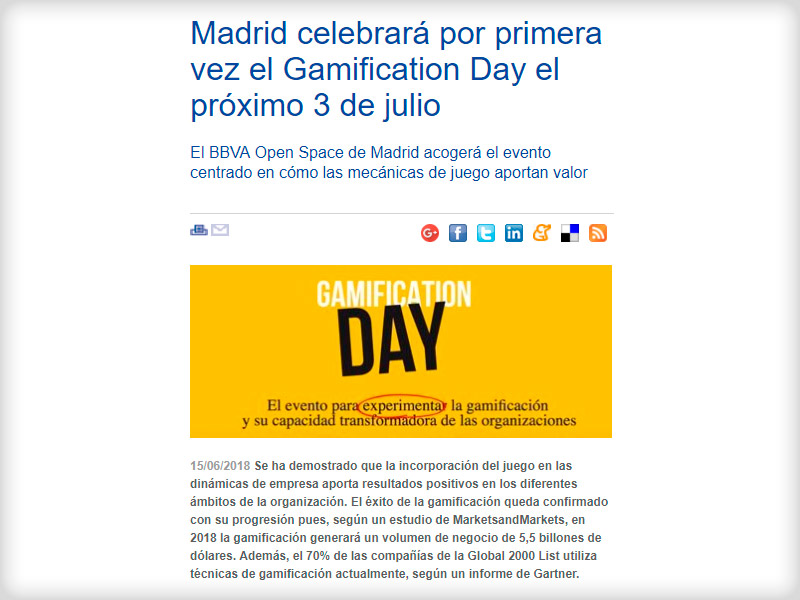 Madrid celebrará por primera
vez el Gamification Day el
próximo 3 de julio
El BBVA Open Space de Madrid acogerá el evento
centrado en cómo las mecánicas de juego aportan valor
GAMIFICATION
DAY
El evento para experimentar la gamificación
y su capacidad transformadora de las organizaciones
15/06/2018 Se ha demostrado que la incorporación del juego en las
dinámicas de empresa aporta resultados positivos en los diferentes
ámbitos de la organización. El éxito de la gamificación queda confirmado
con su progresión pues, según un estudio de MarketsandMarkets, en
2018 la gamificación generará un volumen de negocio de 5,5 billones de
dólares. Además, el 70% de las compañías de la Global 2000 List utiliza
técnicas de gamificación actualmente, según un informe de Gartner.